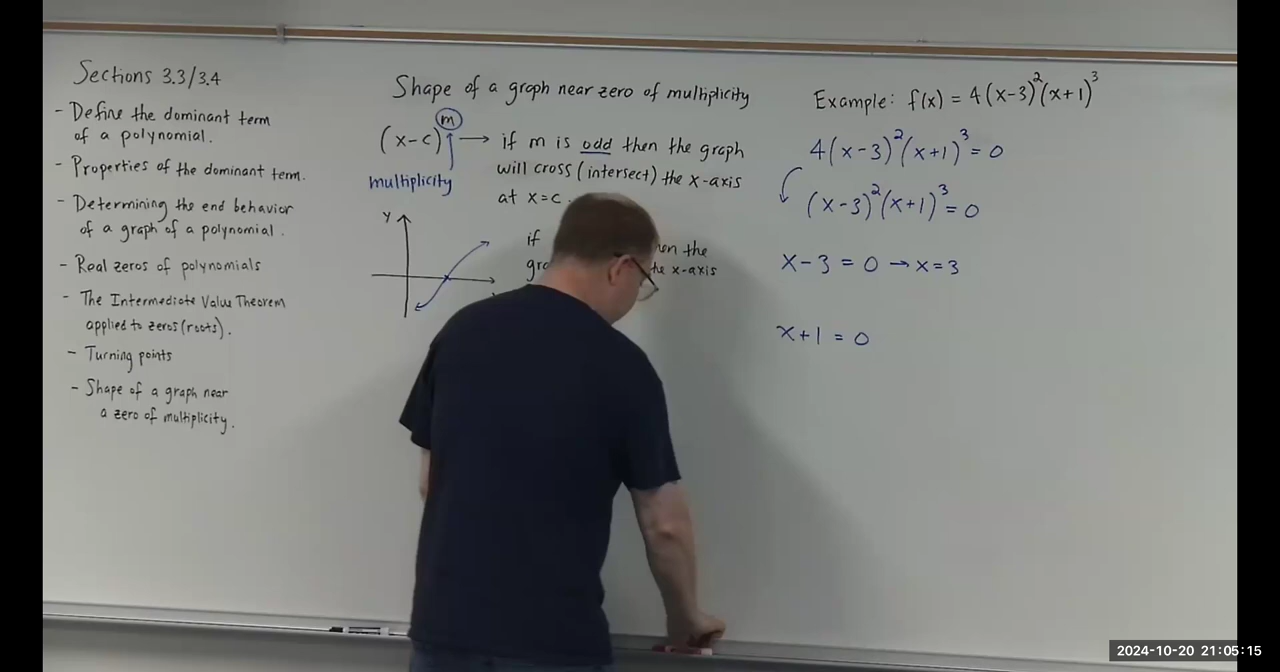 Sections 3.3/3.4
- Define the dominant term
of a polynomial.
- Properties of the dominant term.
- Determining the end behavior
of a graph of a polynomial.
- Real zeros of polynomials
- The Intermediate Value Theorem
applied to zeros (roots).
- Turning points
- Shape of a graph near
a zero of multiplicity.
Shape of a graph near zero of multiplicity
(x-c)^m → if m is odd then the graph
will cross (intersect) the x-axis
at x=c.
multiplicity
y
if
then the
the x-axis
Example: f(x) = 4(x-3)^2(x+1)^3
4(x-3)^2(x+1)^3 = 0
(x-3)^2(x+1)^3 = 0
x-3 = 0 → x = 3
x+1 = 0
2024-10-20 21:05:15